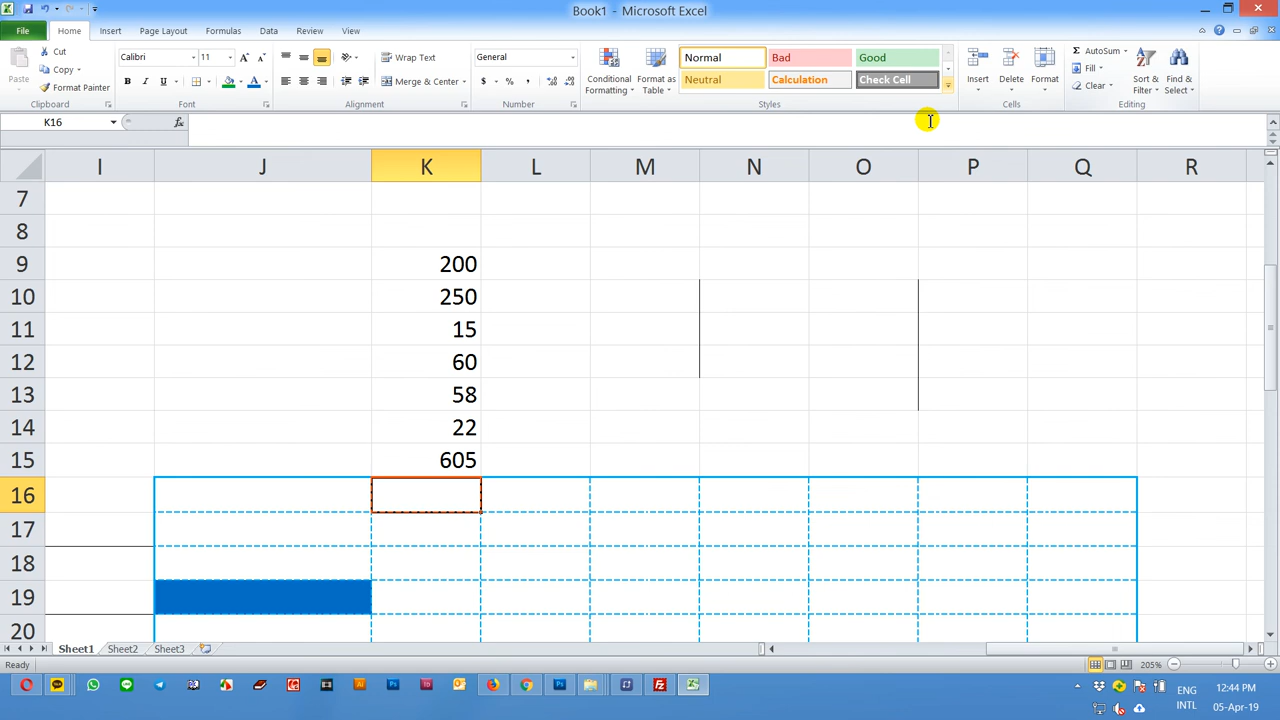 Book1 - Microsoft Excel
File Home Insert Page Layout Formulas Data Review View
Paste Cut Copy Format Painter Clipboard
Calibri 11 B I U A A A Font
Wrap Text Merge & Center Alignment
General $ % , Number
Conditional Formatting Format as Table
Normal Bad Good
Neutral Calculation Check Cell
Styles
Insert Delete Format Cells
Σ AutoSum Fill Clear Sort & Filter Find & Select Editing
K16 fx
I J K L M N O P Q R
7
8
9 200
10 250
11 15
12 60
13 58
14 22
15 605
16
17
18
19
20
Sheet1 Sheet2 Sheet3
Ready 205%
ENG 12:44 PM
INTL 05-Apr-19